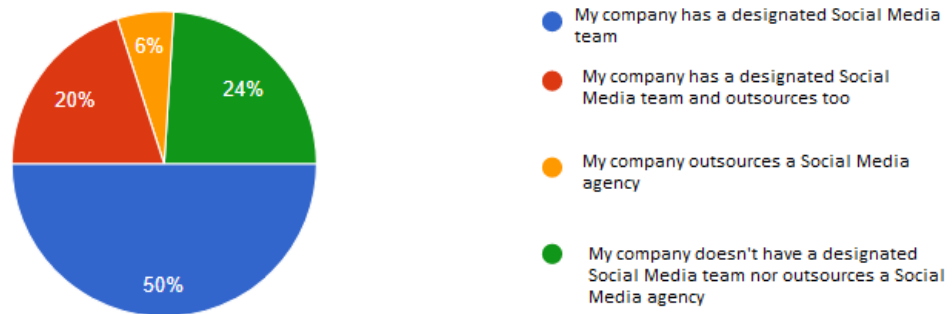 6%
20%
24%
50%
My company has a designated Social Media
team
My company has a designated Social
Media team and outsources too
My company outsources a Social Media
agency
My company doesn't have a designated
Social Media team nor outsources a Social
Media agency